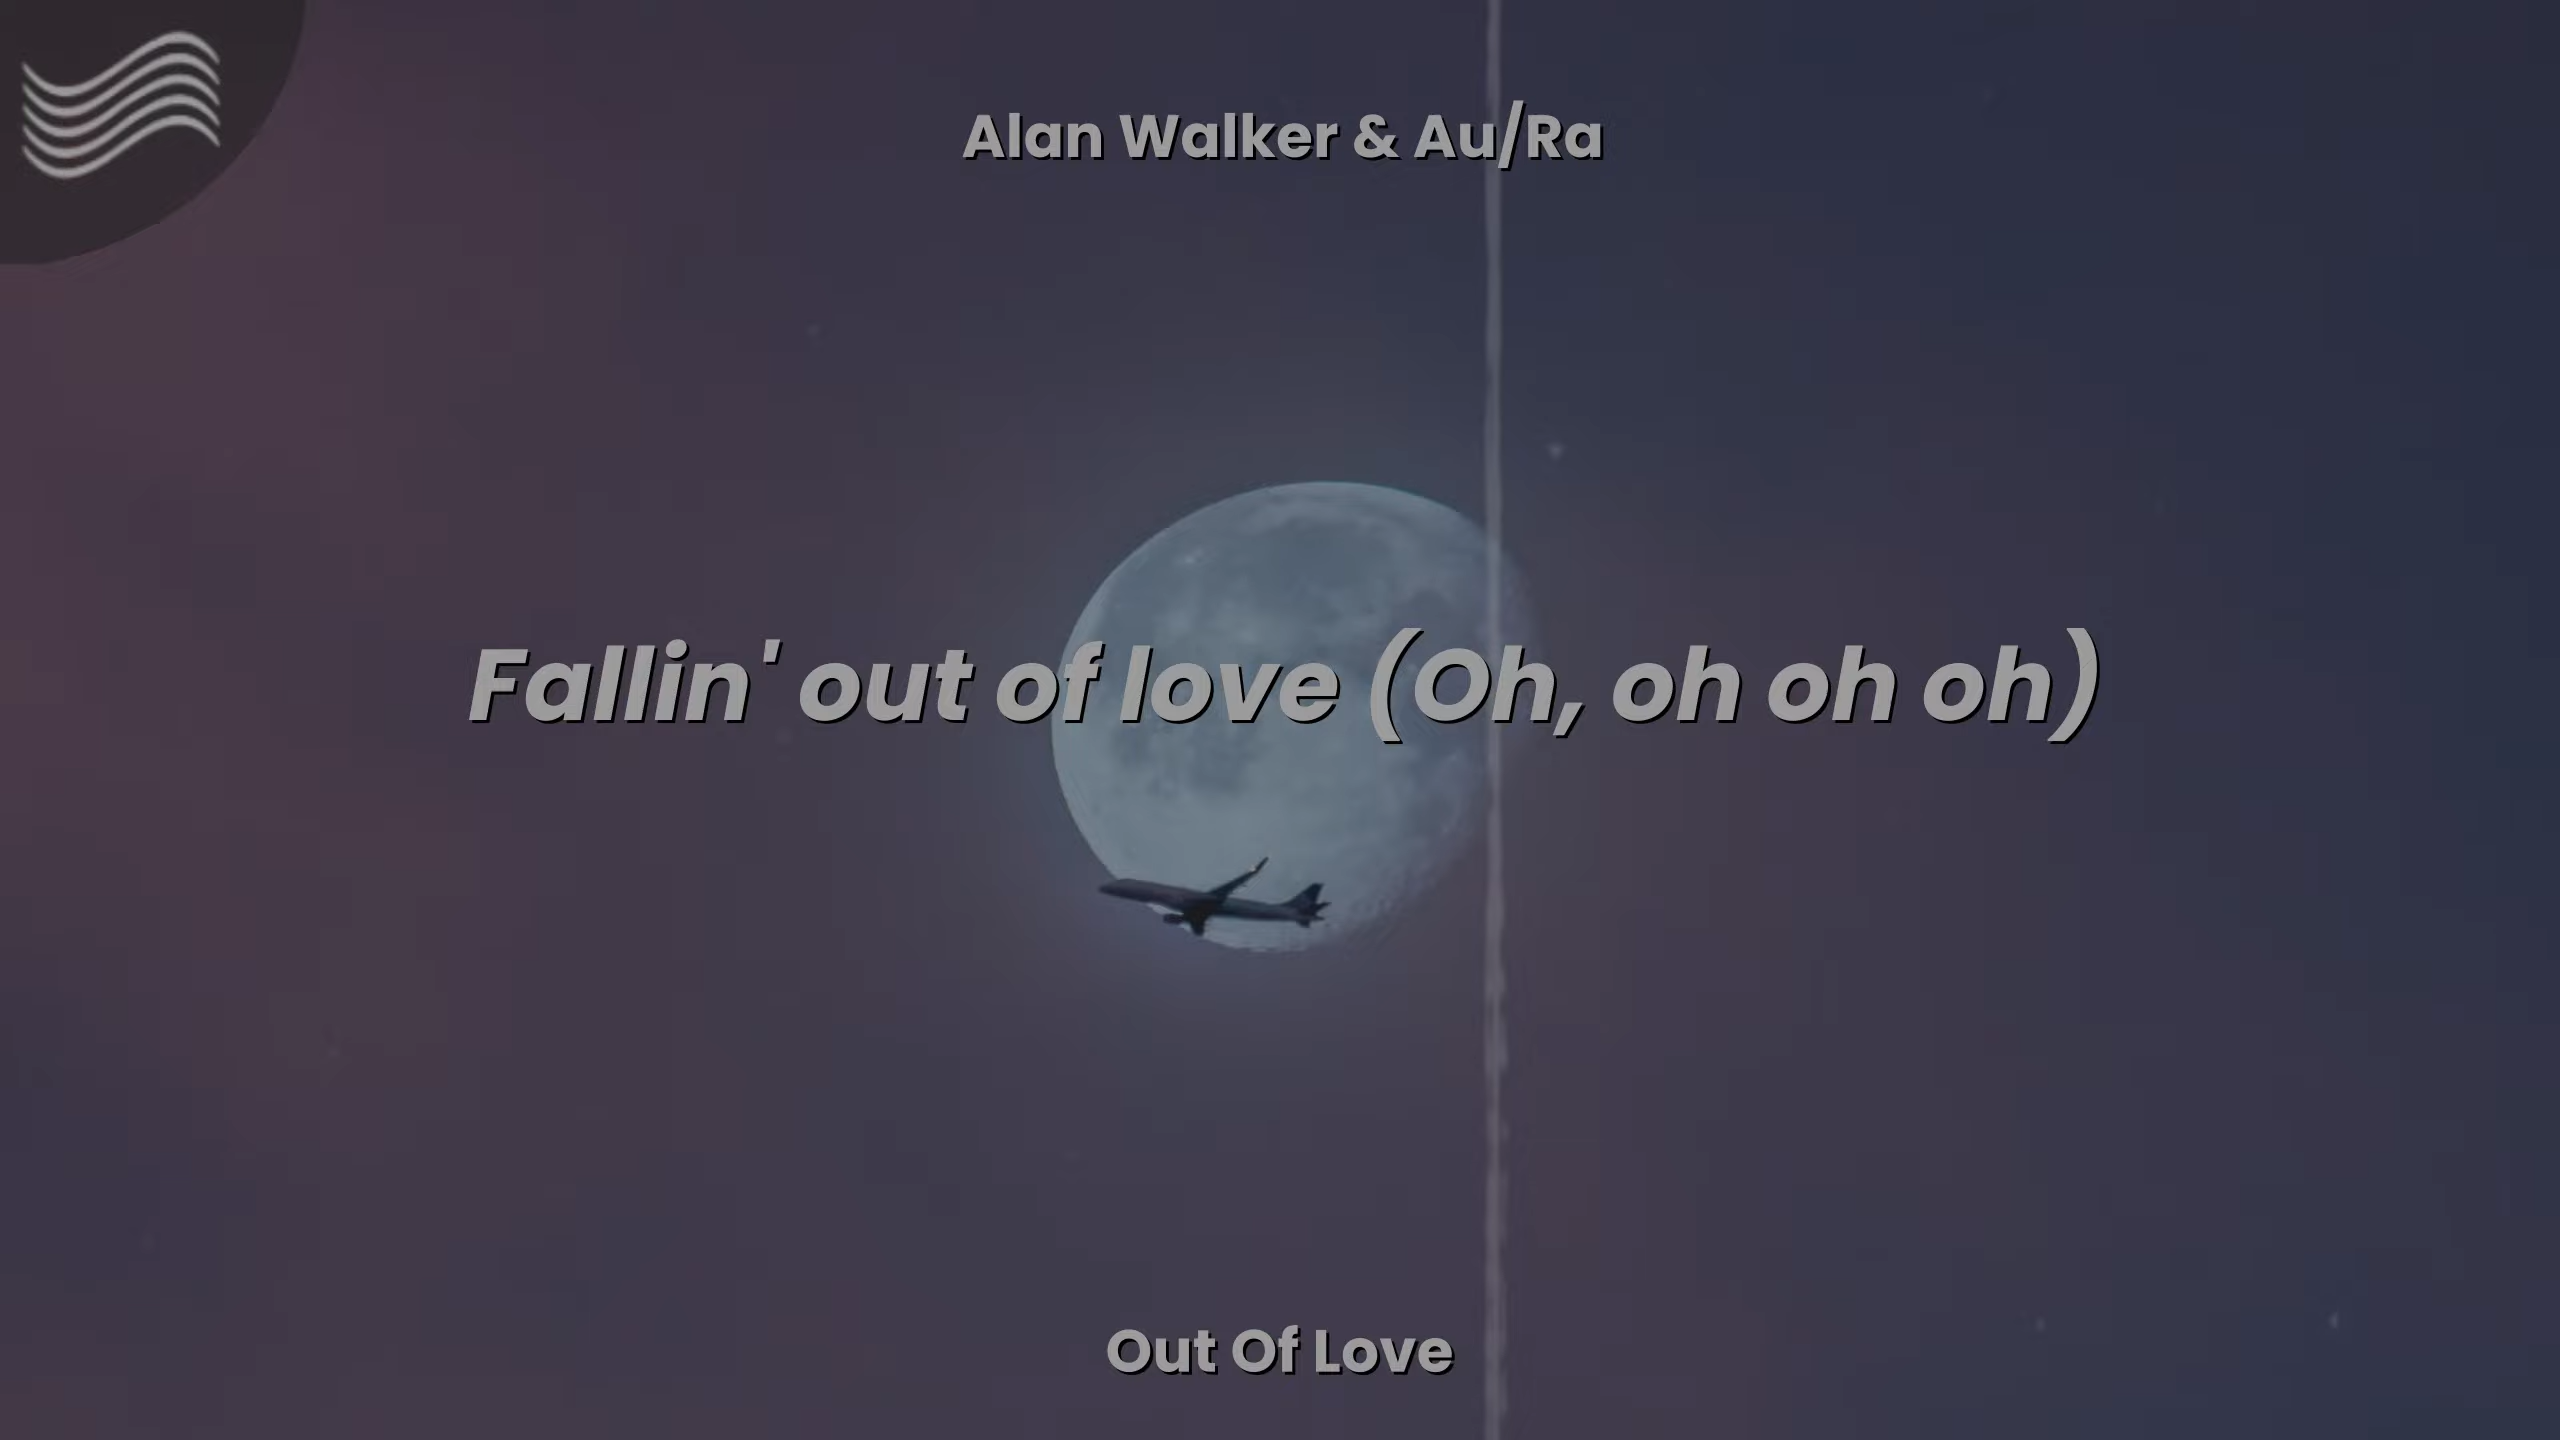 Alan Walker & Au/Ra
Fallin' out of love (Oh, oh oh oh)
Out Of Love